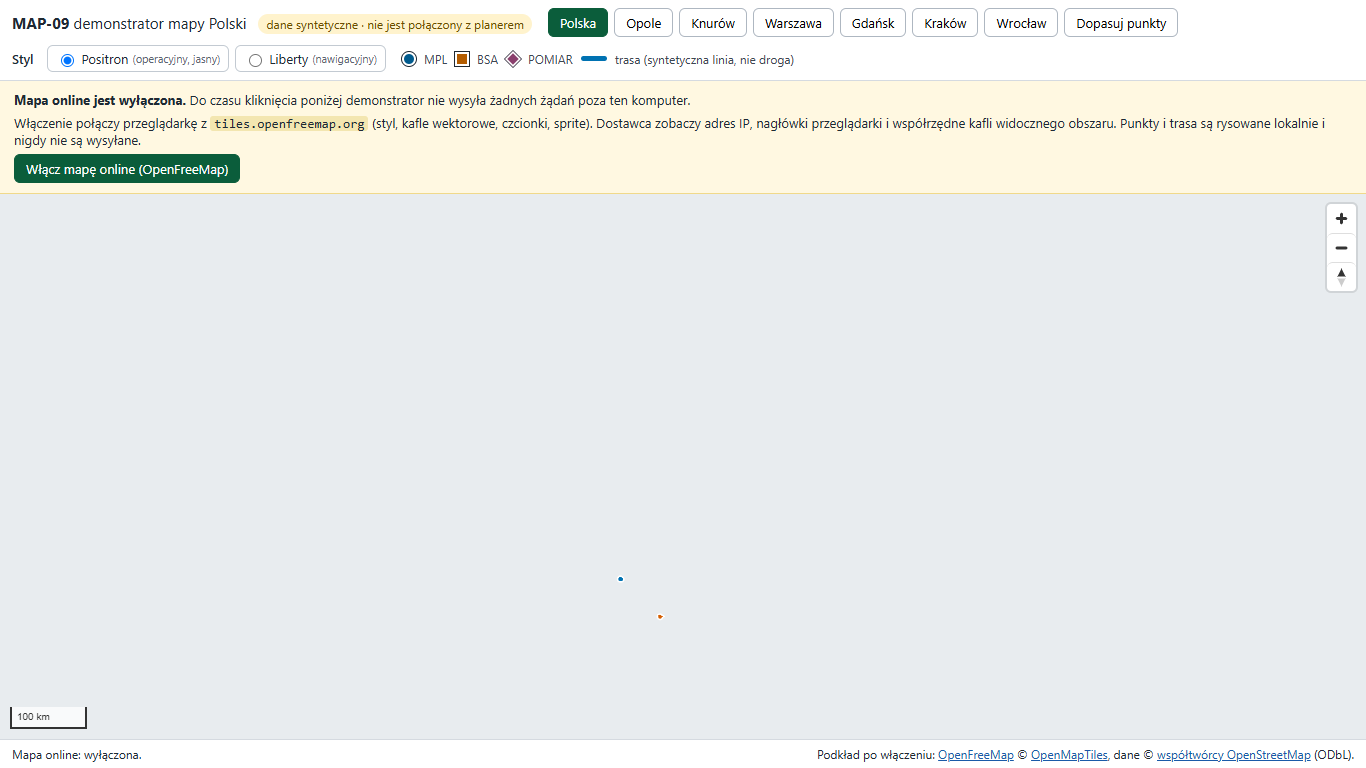 MAP-09 demonstrator mapy Polski dane syntetyczne · nie jest połączony z planerem Polska Opole Knurów Warszawa Gdańsk Kraków Wrocław Dopasuj punkty
Styl Positron (operacyjny, jasny) Liberty (nawigacyjny) MPL BSA POMIAR trasa (syntetyczna linia, nie droga)
Mapa online jest wyłączona. Do czasu kliknięcia poniżej demonstrator nie wysyła żadnych żądań poza ten komputer.
Włączenie połączy przeglądarkę z tiles.openfreemap.org (styl, kafle wektorowe, czcionki, sprite). Dostawca zobaczy adres IP, nagłówki przeglądarki i współrzędne kafli widocznego obszaru. Punkty i trasa są rysowane lokalnie i
nigdy nie są wysyłane.
Włącz mapę online (OpenFreeMap)
100 km
Mapa online: wyłączona. Podkład po włączeniu: OpenFreeMap © OpenMapTiles, dane © współtwórcy OpenStreetMap (ODbL).